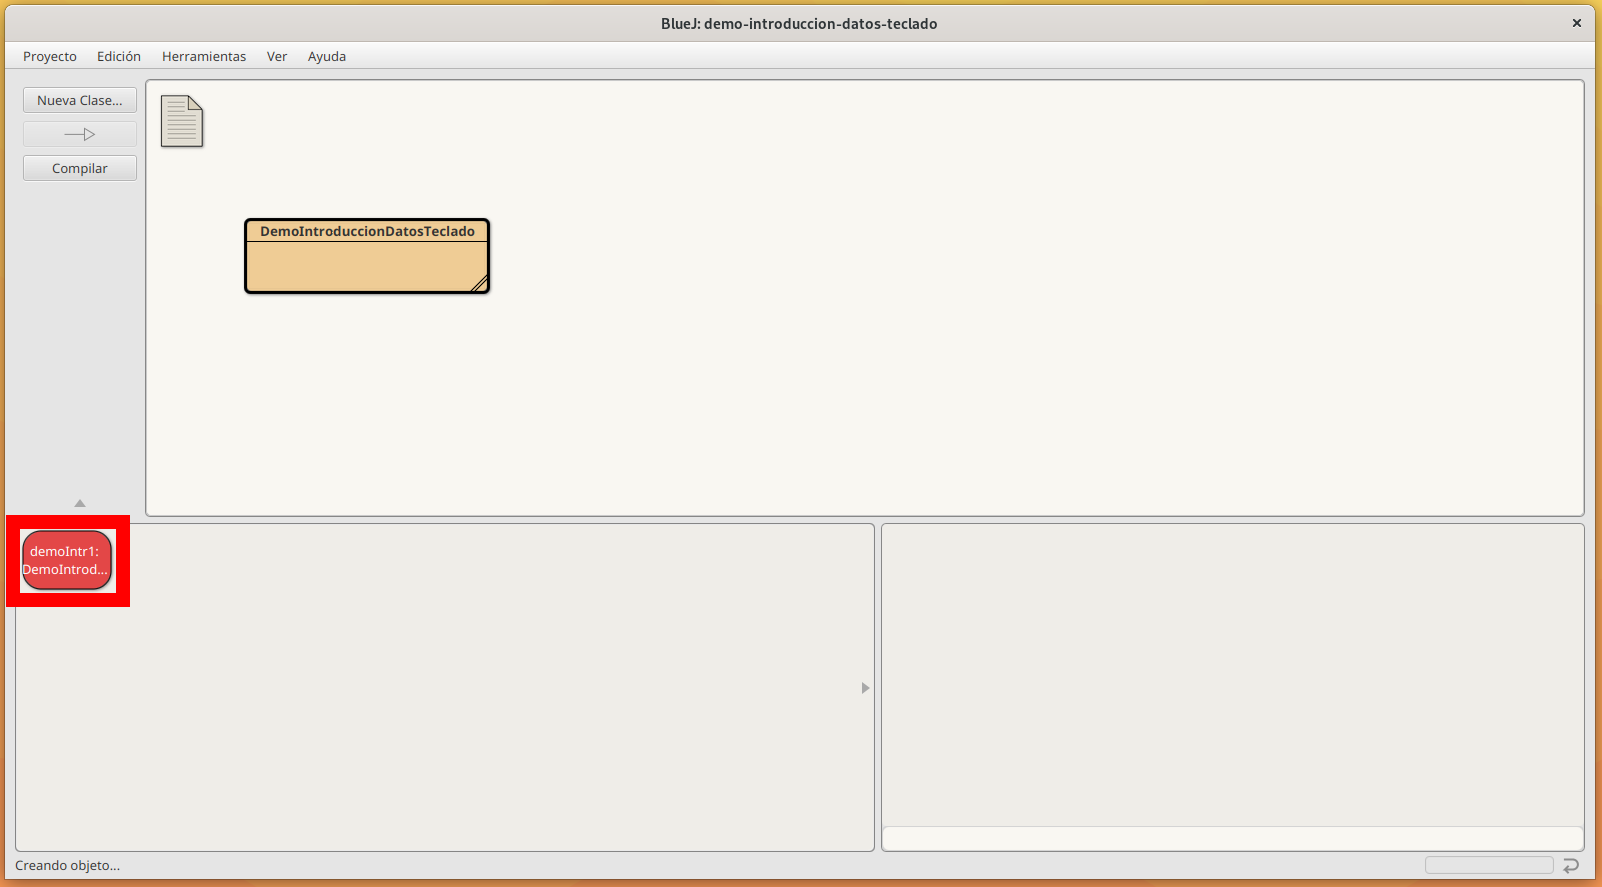 BlueJ: demo-introduccion-datos-teclado
Proyecto Edición Herramientas Ver Ayuda
Nueva Clase...
Compilar
DemoIntroduccionDatosTeclado
demoIntr1:
DemoIntrod...
Creando objeto...